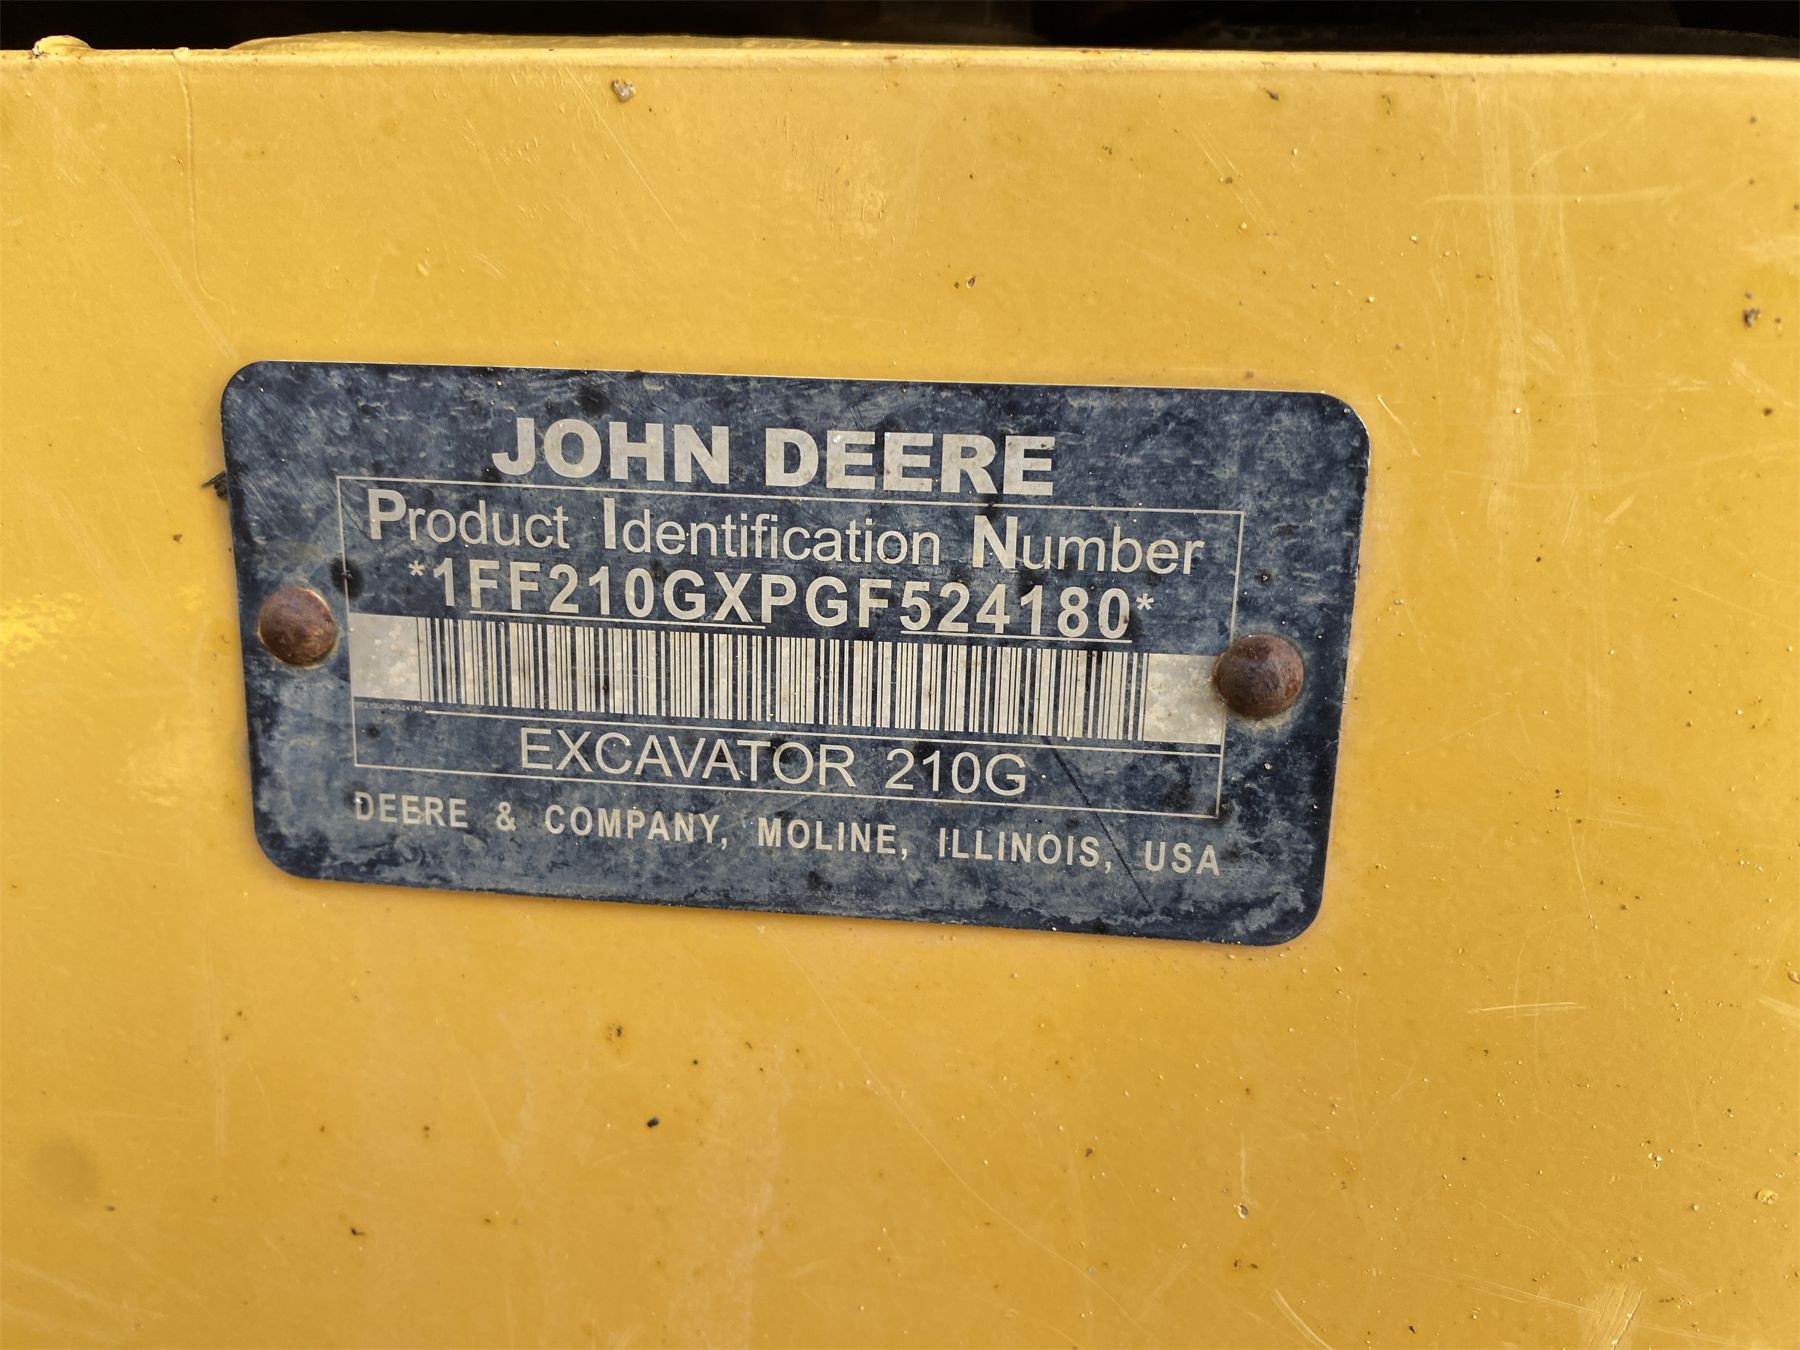 JOHN DEERE
Product Identification Number
*1FF210GXPGF524180*
EXCAVATOR 210G
DEERE & COMPANY, MOLINE, ILLINOIS, USA